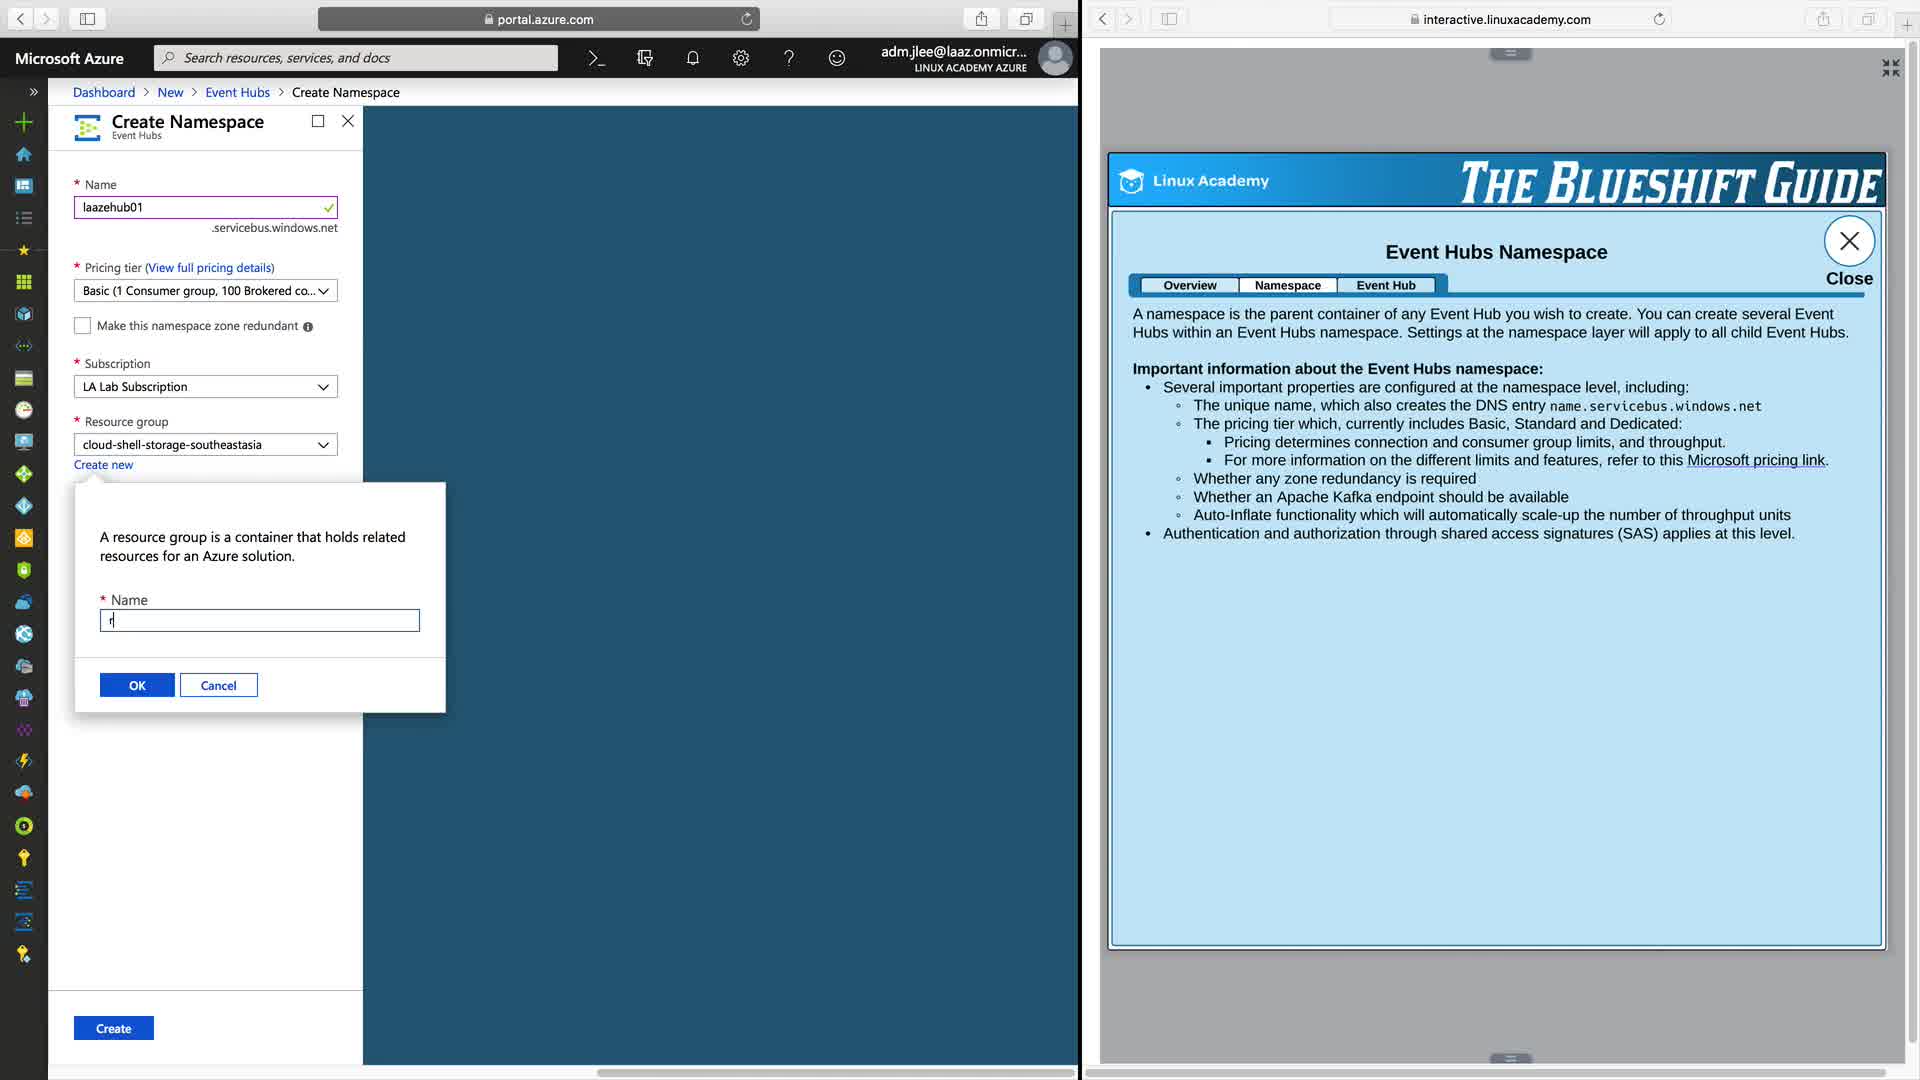 portal.azure.com
Microsoft Azure
Search resources, services, and docs
adm.jlee@laaz.onmicr...
LINUX ACADEMY AZURE
Dashboard > New > Event Hubs > Create Namespace
Create Namespace
Event Hubs
* Name
laazehub01
.servicebus.windows.net
* Pricing tier (View full pricing details)
Basic (1 Consumer group, 100 Brokered co...
Make this namespace zone redundant
* Subscription
LA Lab Subscription
* Resource group
cloud-shell-storage-southeastasia
Create new
A resource group is a container that holds related
resources for an Azure solution.
* Name
r
OK Cancel
Create
interactive.linuxacademy.com
Linux Academy
THE BLUESHIFT GUIDE
Event Hubs Namespace
Close
Overview Namespace Event Hub
A namespace is the parent container of any Event Hub you wish to create. You can create several Event
Hubs within an Event Hubs namespace. Settings at the namespace layer will apply to all child Event Hubs.
Important information about the Event Hubs namespace:
• Several important properties are configured at the namespace level, including:
◦ The unique name, which also creates the DNS entry name.servicebus.windows.net
◦ The pricing tier which, currently includes Basic, Standard and Dedicated:
▪ Pricing determines connection and consumer group limits, and throughput.
▪ For more information on the different limits and features, refer to this Microsoft pricing link.
◦ Whether any zone redundancy is required
◦ Whether an Apache Kafka endpoint should be available
◦ Auto-Inflate functionality which will automatically scale-up the number of throughput units
• Authentication and authorization through shared access signatures (SAS) applies at this level.